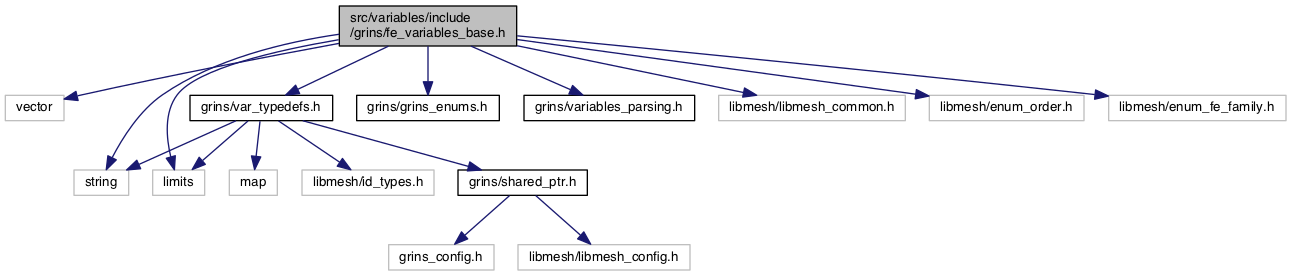 src/variables/include
/grins/fe_variables_base.h
vector
grins/var_typedefs.h
grins/grins_enums.h
grins/variables_parsing.h
libmesh/libmesh_common.h
libmesh/enum_order.h
libmesh/enum_fe_family.h
string
limits
map
libmesh/id_types.h
grins/shared_ptr.h
grins_config.h
libmesh/libmesh_config.h